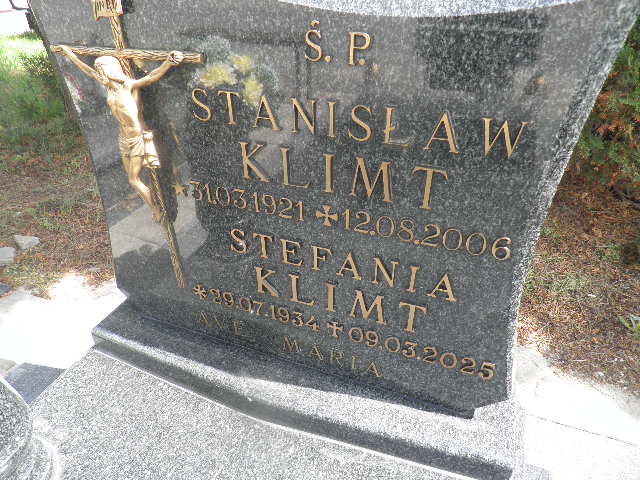 Ś. P.
STANISŁAW
KLIMT
*31.03.1921 ✠ 12.08.2006
STEFANIA
KLIMT
*29.07.1934 ✠ 09.03.2025
AVE MARIA